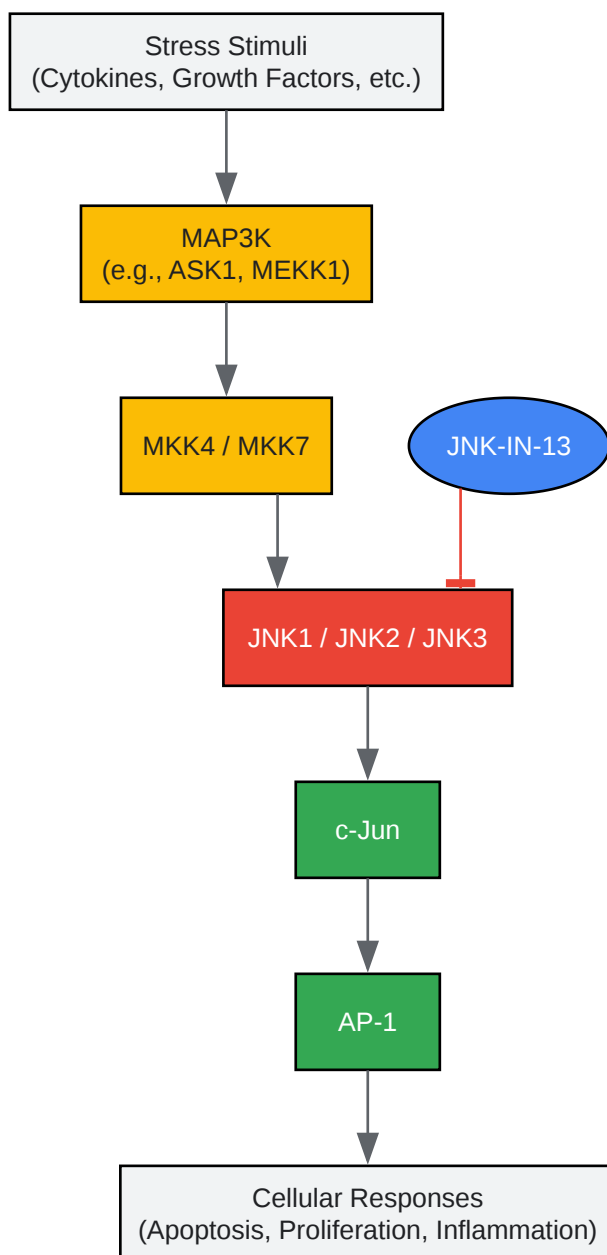 Stress Stimuli
(Cytokines, Growth Factors, etc.)
MAP3K
(e.g., ASK1, MEKK1)
MKK4 / MKK7
JNK-IN-13
JNK1 / JNK2 / JNK3
c-Jun
AP-1
Cellular Responses
(Apoptosis, Proliferation, Inflammation)